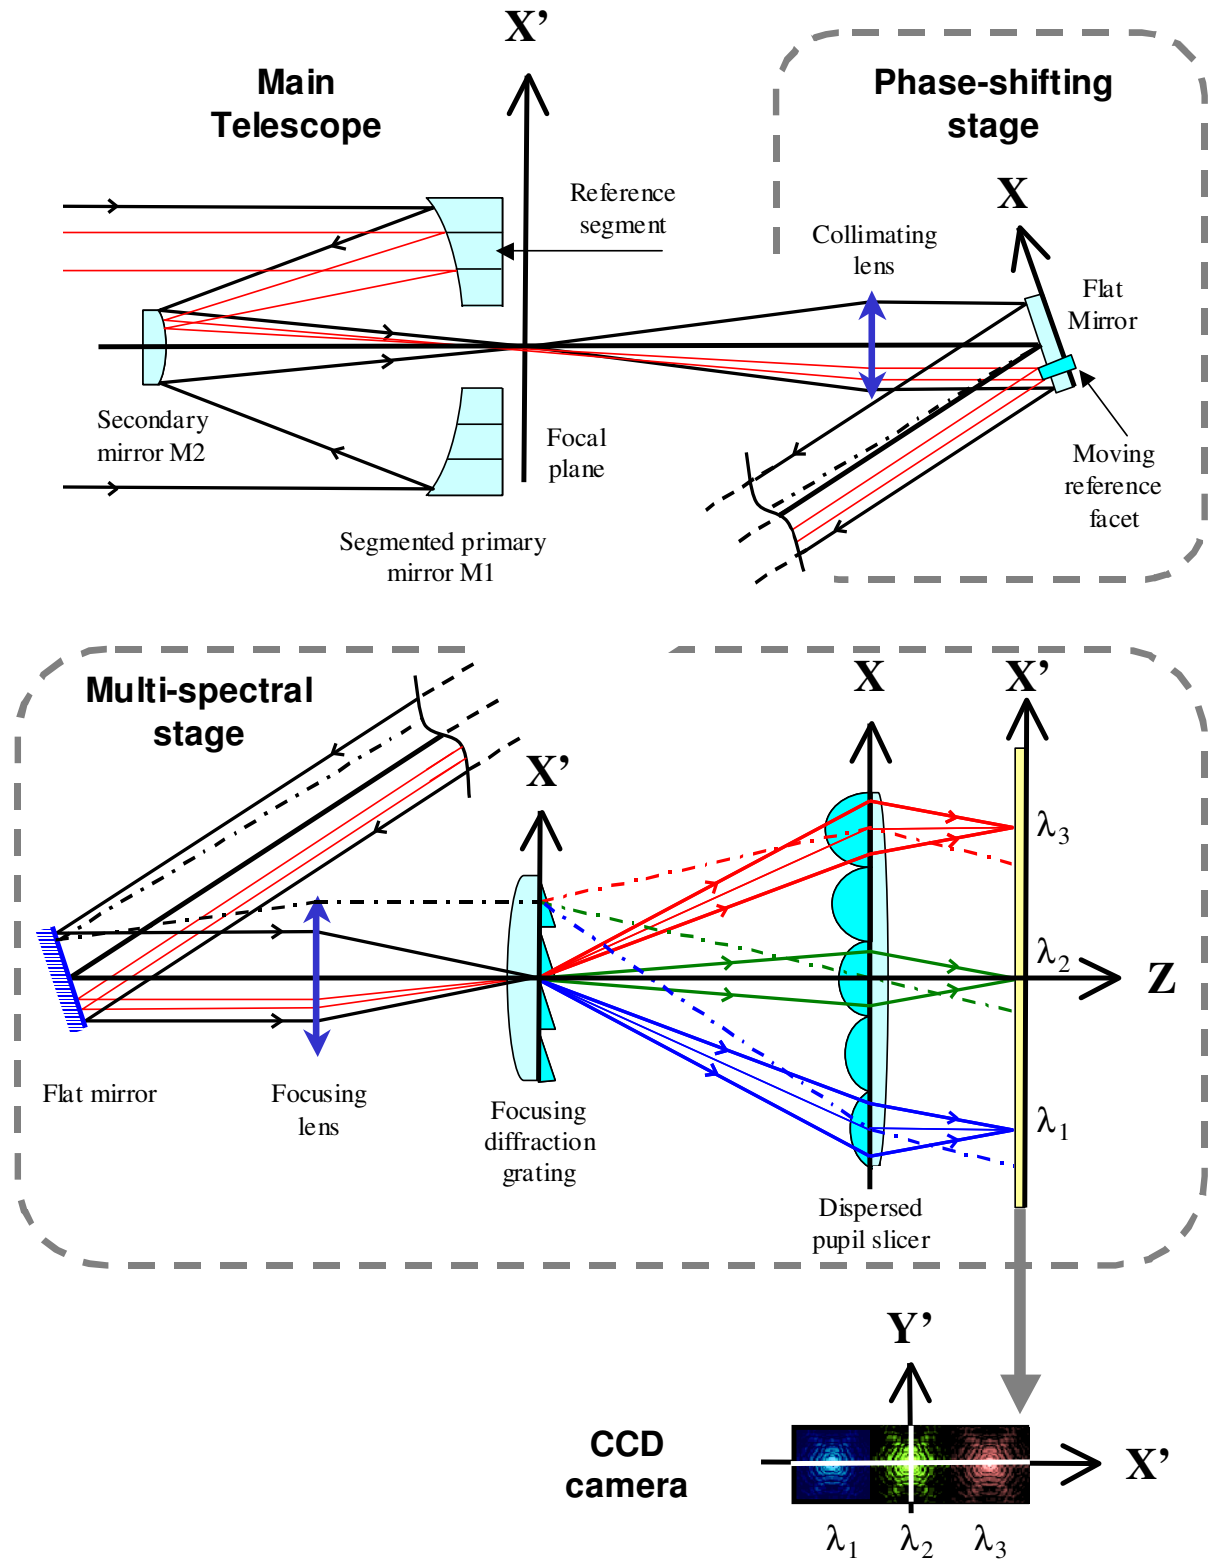 X’
Main
Telescope
Phase-shifting
stage
X
Reference
segment
Collimating
lens
Flat
Mirror
Secondary
mirror M2
Focal
plane
Moving
reference
facet
Segmented primary
mirror M1
Multi-spectral
stage
X
X’
X’
λ3
λ2
Z
λ1
Flat mirror
Focusing
lens
Focusing
diffraction
grating
Dispersed
pupil slicer
Y’
CCD
camera
X’
λ1 λ2 λ3